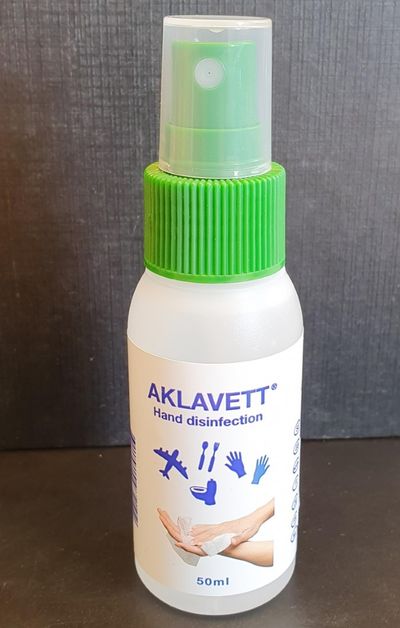 AKLAVETT®
Hand disinfection
50ml